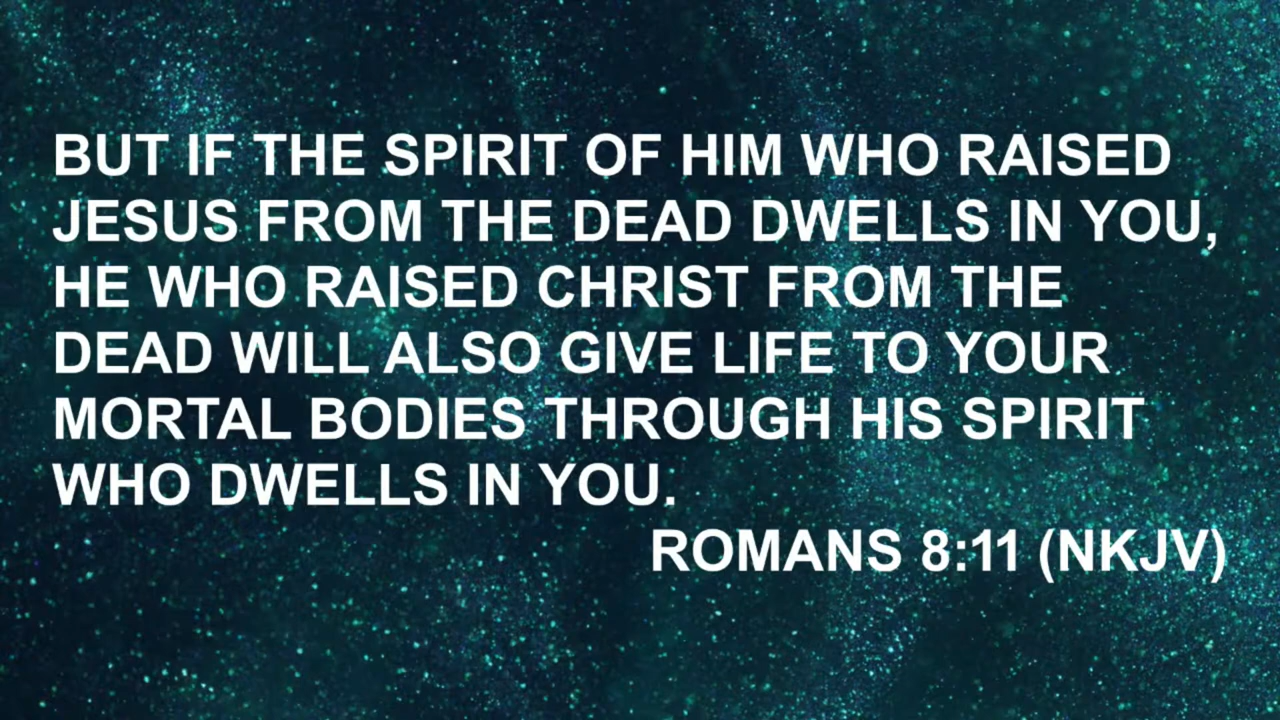 BUT IF THE SPIRIT OF HIM WHO RAISED
JESUS FROM THE DEAD DWELLS IN YOU,
HE WHO RAISED CHRIST FROM THE
DEAD WILL ALSO GIVE LIFE TO YOUR
MORTAL BODIES THROUGH HIS SPIRIT
WHO DWELLS IN YOU.
ROMANS 8:11 (NKJV)